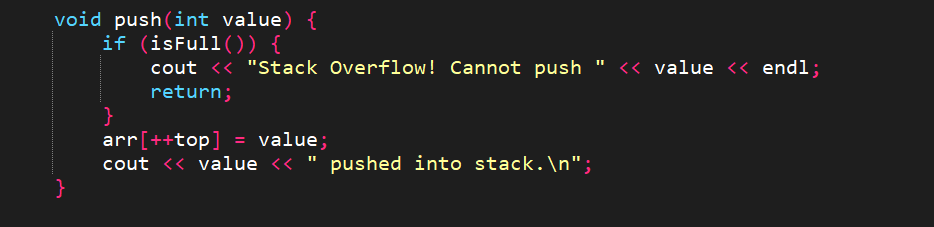 void push(int value) {
    if (isFull()) {
        cout << "Stack Overflow! Cannot push " << value << endl;
        return;
    }
    arr[++top] = value;
    cout << value << " pushed into stack.\n";
}